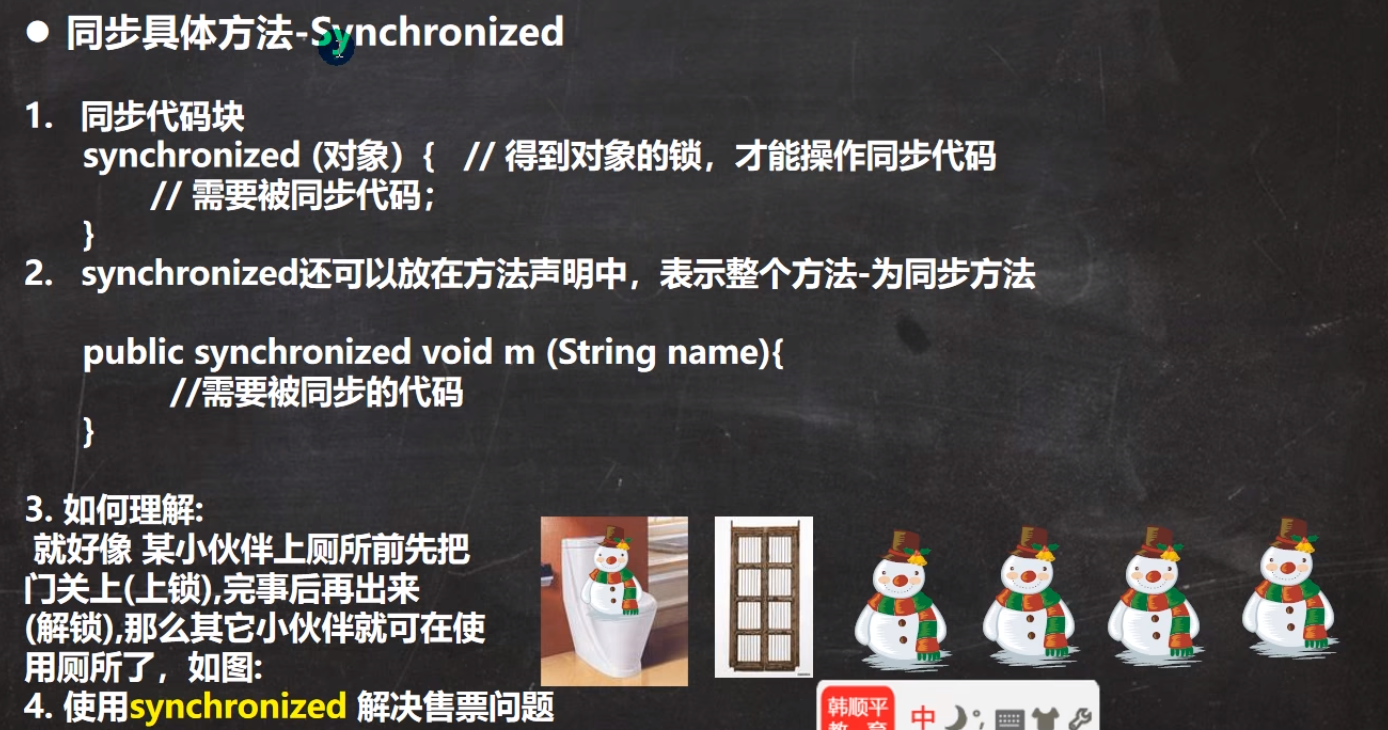 ● 同步具体方法-Synchronized
1. 同步代码块
synchronized (对象) { // 得到对象的锁，才能操作同步代码
// 需要被同步代码;
}
2. synchronized还可以放在方法声明中，表示整个方法-为同步方法
public synchronized void m (String name){
//需要被同步的代码
}
3. 如何理解:
就好像 某小伙伴上厕所前先把
门关上(上锁),完事后再出来
(解锁),那么其它小伙伴就可在使
用厕所了，如图:
4. 使用synchronized 解决售票问题
韩顺平
教 育
中